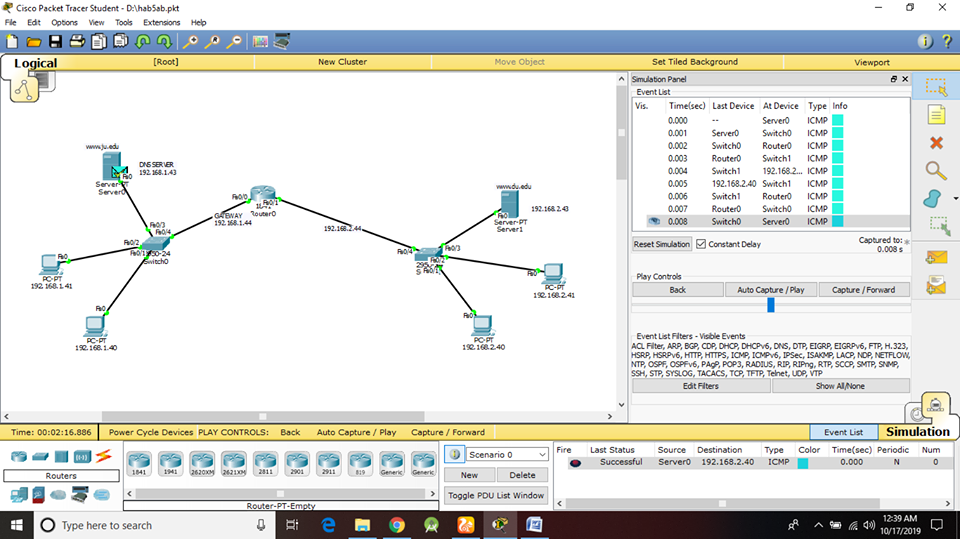 Cisco Packet Tracer Student - D:\hab5ab.pkt
File Edit Options View Tools Extensions Help
Logical [Root] New Cluster Move Object Set Tiled Background Viewport
www.ju.edu
DNS SERVER
192.168.1.43
Fa0
Server-PT
Server0
Fa0/0
Fa0/1
Router0
GATEWAY
192.168.1.44
192.168.2.44
Fa0/3
Fa0/4
Fa0/2
Switch0
Fa0
PC-PT
192.168.1.41
Fa0
PC-PT
192.168.1.40
www.du.edu
192.168.2.43
Fa0
Server-PT
Server1
Fa0/4
Fa0/3
Fa0/2
Fa0/1
Fa0
PC-PT
192.168.2.41
Fa0
PC-PT
192.168.2.40
Simulation Panel
Event List
Vis. Time(sec) Last Device At Device Type Info
0.000 -- Server0 ICMP
0.001 Server0 Switch0 ICMP
0.002 Switch0 Router0 ICMP
0.003 Router0 Switch1 ICMP
0.004 Switch1 192.168.2... ICMP
0.005 192.168.2.40 Switch1 ICMP
0.006 Switch1 Router0 ICMP
0.007 Router0 Switch0 ICMP
0.008 Switch0 Server0 ICMP
Reset Simulation Constant Delay Captured to: *
0.008 s
Play Controls
Back Auto Capture / Play Capture / Forward
Event List Filters - Visible Events
ACL Filter, ARP, BGP, CDP, DHCP, DHCPv6, DNS, DTP, EIGRP, EIGRPv6, FTP, H.323,
HSRP, HSRPv6, HTTP, HTTPS, ICMP, ICMPv6, IPSec, ISAKMP, LACP, NDP, NETFLOW,
NTP, OSPF, OSPFv6, PAgP, POP3, RADIUS, RIP, RIPng, RTP, SCCP, SMTP, SNMP,
SSH, STP, SYSLOG, TACACS, TCP, TFTP, Telnet, UDP, VTP
Edit Filters Show All/None
Time: 00:02:16.886 Power Cycle Devices PLAY CONTROLS: Back Auto Capture / Play Capture / Forward Event List Simulation
Routers
1841 1941 2620XM 2621XM 2811 2901 2911 819 Generic Generic
Router-PT-Empty
Scenario 0
New Delete
Toggle PDU List Window
Fire Last Status Source Destination Type Color Time(sec) Periodic Num
Successful Server0 192.168.2.40 ICMP 0.000 N 0
Type here to search
12:39 AM
10/17/2019